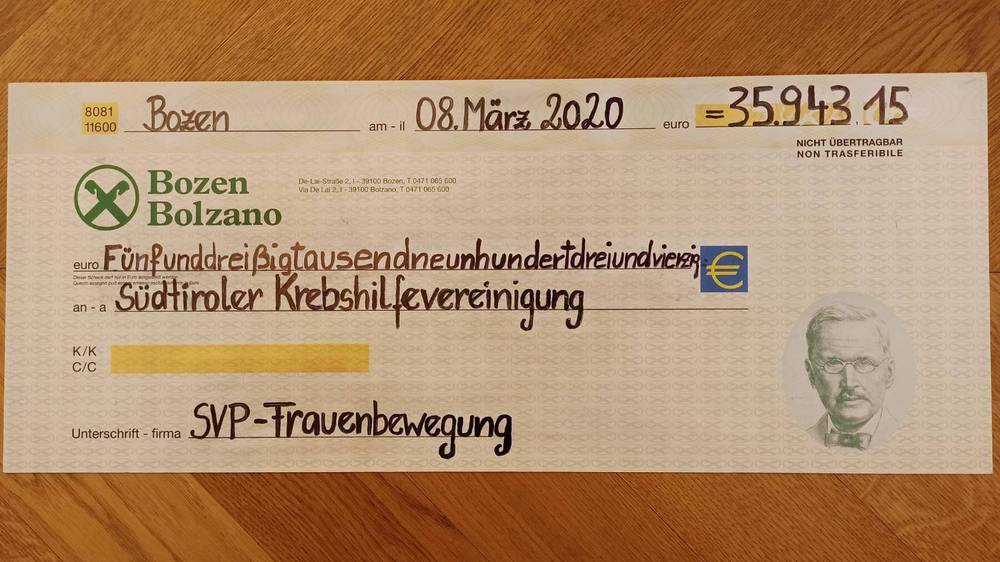 8081
11600 Bozen am - il 08. März 2020 euro =35.943,15
NICHT ÜBERTRAGBAR
NON TRASFERIBILE
Bozen
Bolzano
De-Lai-Straße 2, I - 39100 Bozen, T 0471 065 600
Via De Lai 2, I - 39100 Bolzano, T 0471 065 600
euro Fünfunddreißigtausendneunhundertdreiundvierzig €
an - a Südtiroler Krebshilfevereinigung
K/K
C/C
Unterschrift - firma SVP-Frauenbewegung